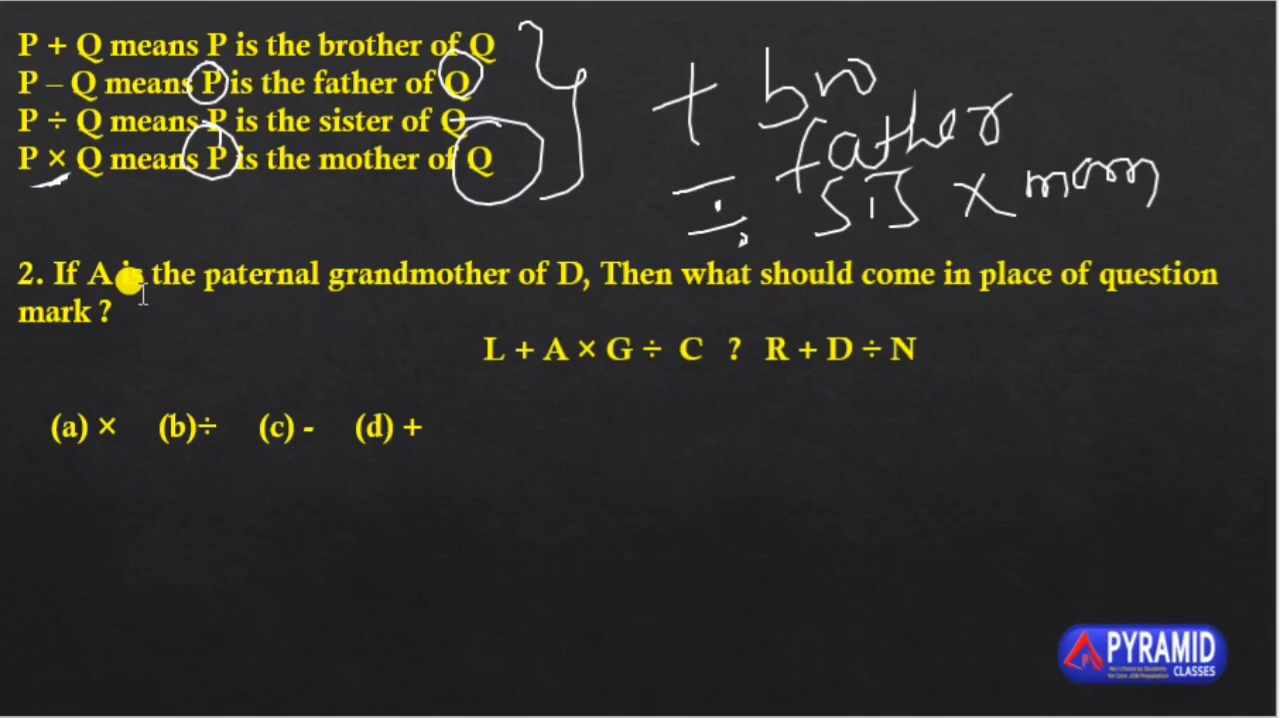 P + Q means P is the brother of Q
P – Q means P is the father of Q
P ÷ Q means P is the sister of Q
P × Q means P is the mother of Q
+ bro
– father
÷ sis × mom
2. If A is the paternal grandmother of D, Then what should come in place of question
mark ?
L + A × G ÷ C ? R + D ÷ N
(a) × (b)÷ (c) - (d) +
PYRAMID
CLASSES